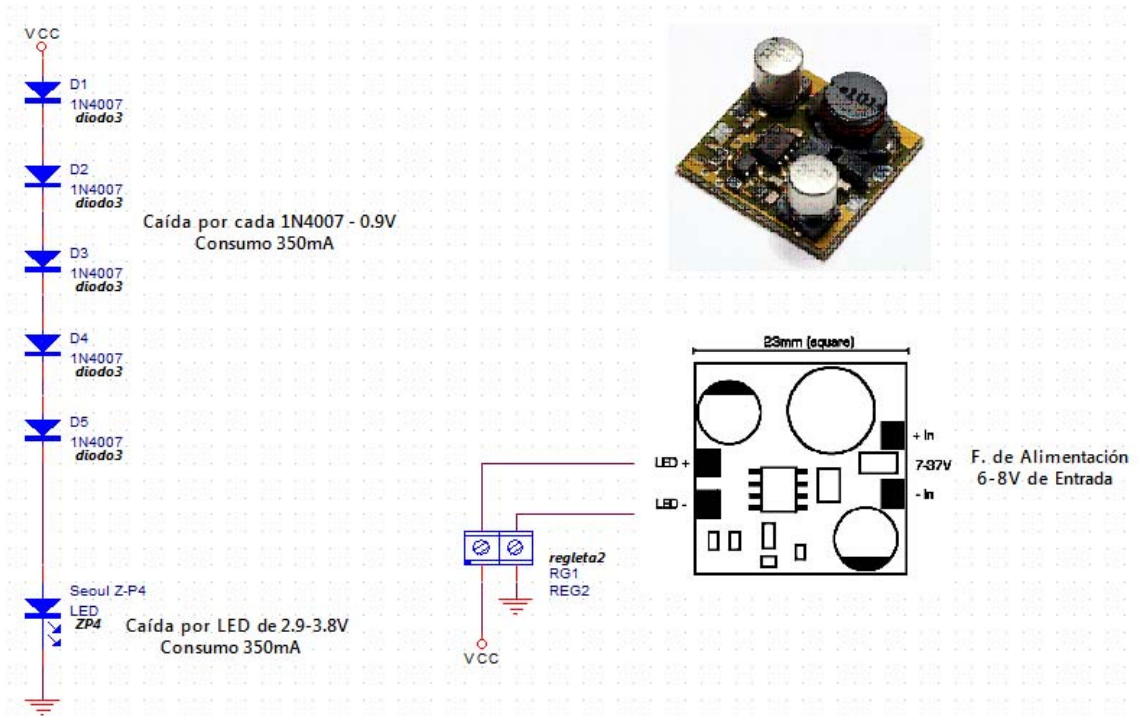 VCC
D1
1N4007
diodo3
D2
1N4007
diodo3
Caída por cada 1N4007 - 0.9V
Consumo 350mA
D3
1N4007
diodo3
D4
1N4007
diodo3
D5
1N4007
diodo3
Seoul Z-P4
LED
ZP4
Caída por LED de 2.9-3.8V
Consumo 350mA
23mm (square)
LED +
LED -
+ In
7-37V
- In
F. de Alimentación
6-8V de Entrada
regleta2
RG1
REG2
VCC